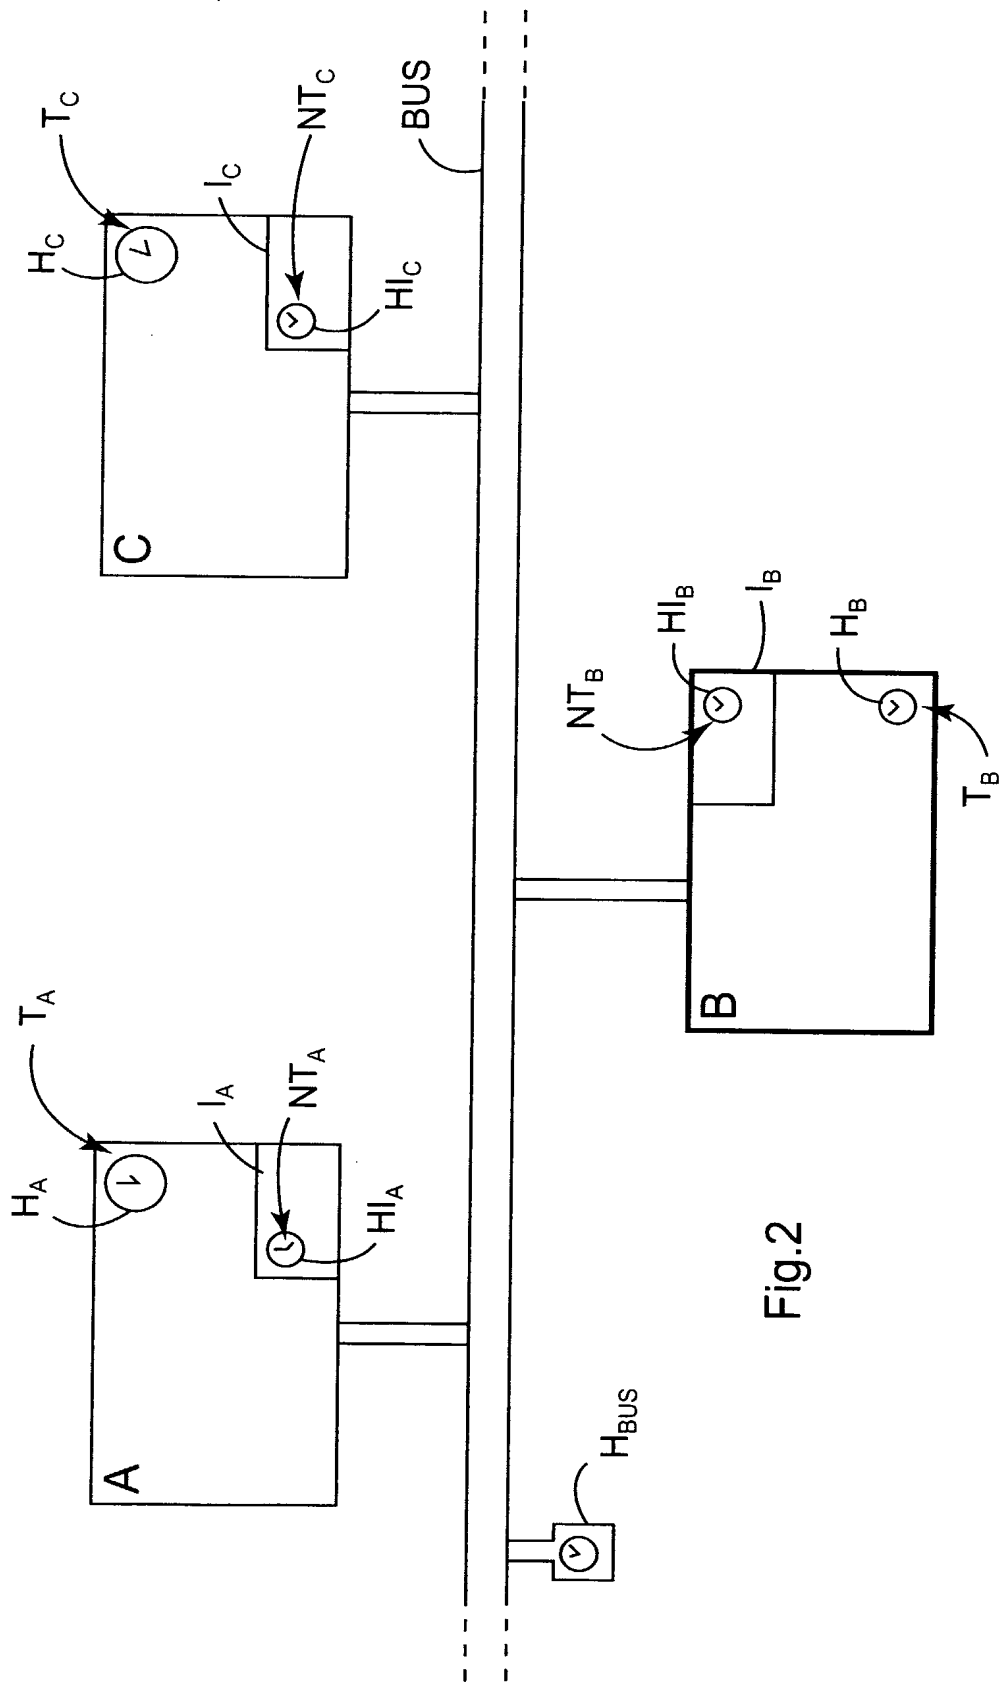 T_A
H_A
I_A
NT_A
HI_A
A
T_C
H_C
I_C
NT_C
HI_C
C
BUS
H_BUS
NT_B
HI_B
I_B
H_B
T_B
B
Fig.2